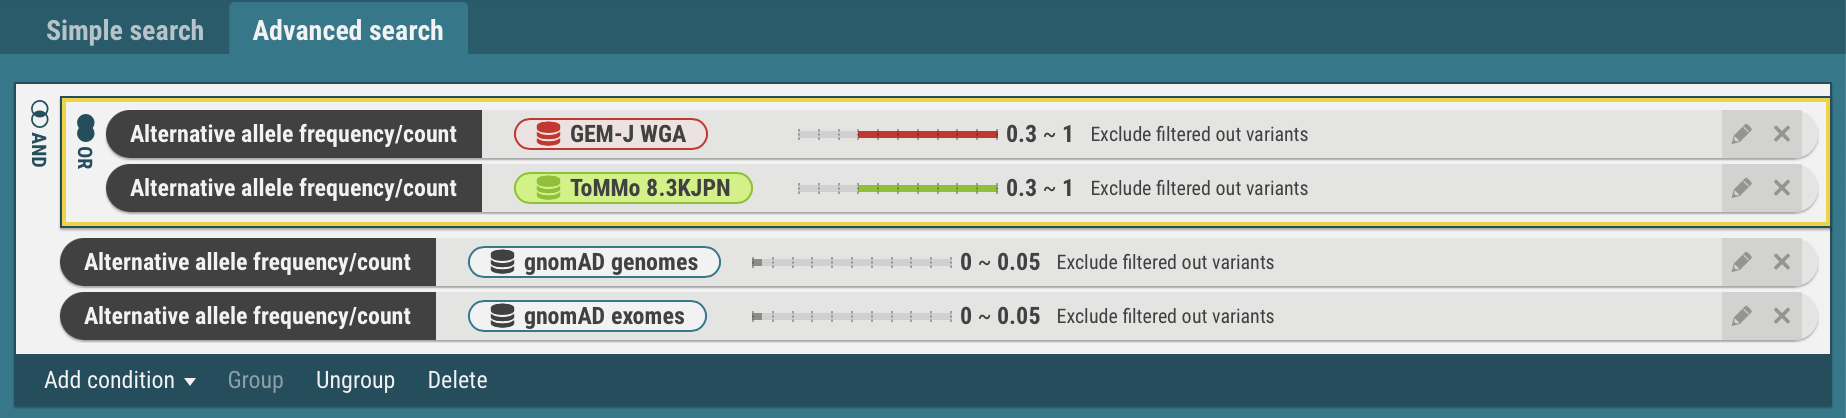 Simple search
Advanced search
AND
OR
Alternative allele frequency/count GEM-J WGA 0.3 ~ 1 Exclude filtered out variants
Alternative allele frequency/count ToMMo 8.3KJPN 0.3 ~ 1 Exclude filtered out variants
Alternative allele frequency/count gnomAD genomes 0 ~ 0.05 Exclude filtered out variants
Alternative allele frequency/count gnomAD exomes 0 ~ 0.05 Exclude filtered out variants
Add condition Group Ungroup Delete